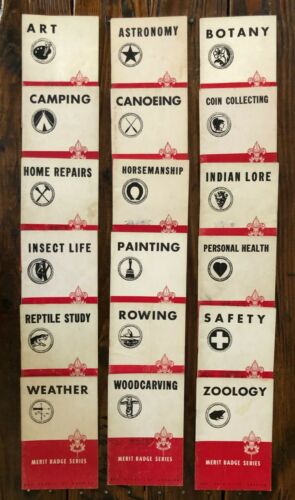 ART
ASTRONOMY
BOTANY
CAMPING
CANOEING
COIN COLLECTING
HOME REPAIRS
HORSEMANSHIP
INDIAN LORE
INSECT LIFE
PAINTING
PERSONAL HEALTH
REPTILE STUDY
ROWING
SAFETY
WEATHER
WOODCARVING
ZOOLOGY
MERIT BADGE SERIES
MERIT BADGE SERIES
MERIT BADGE SERIES